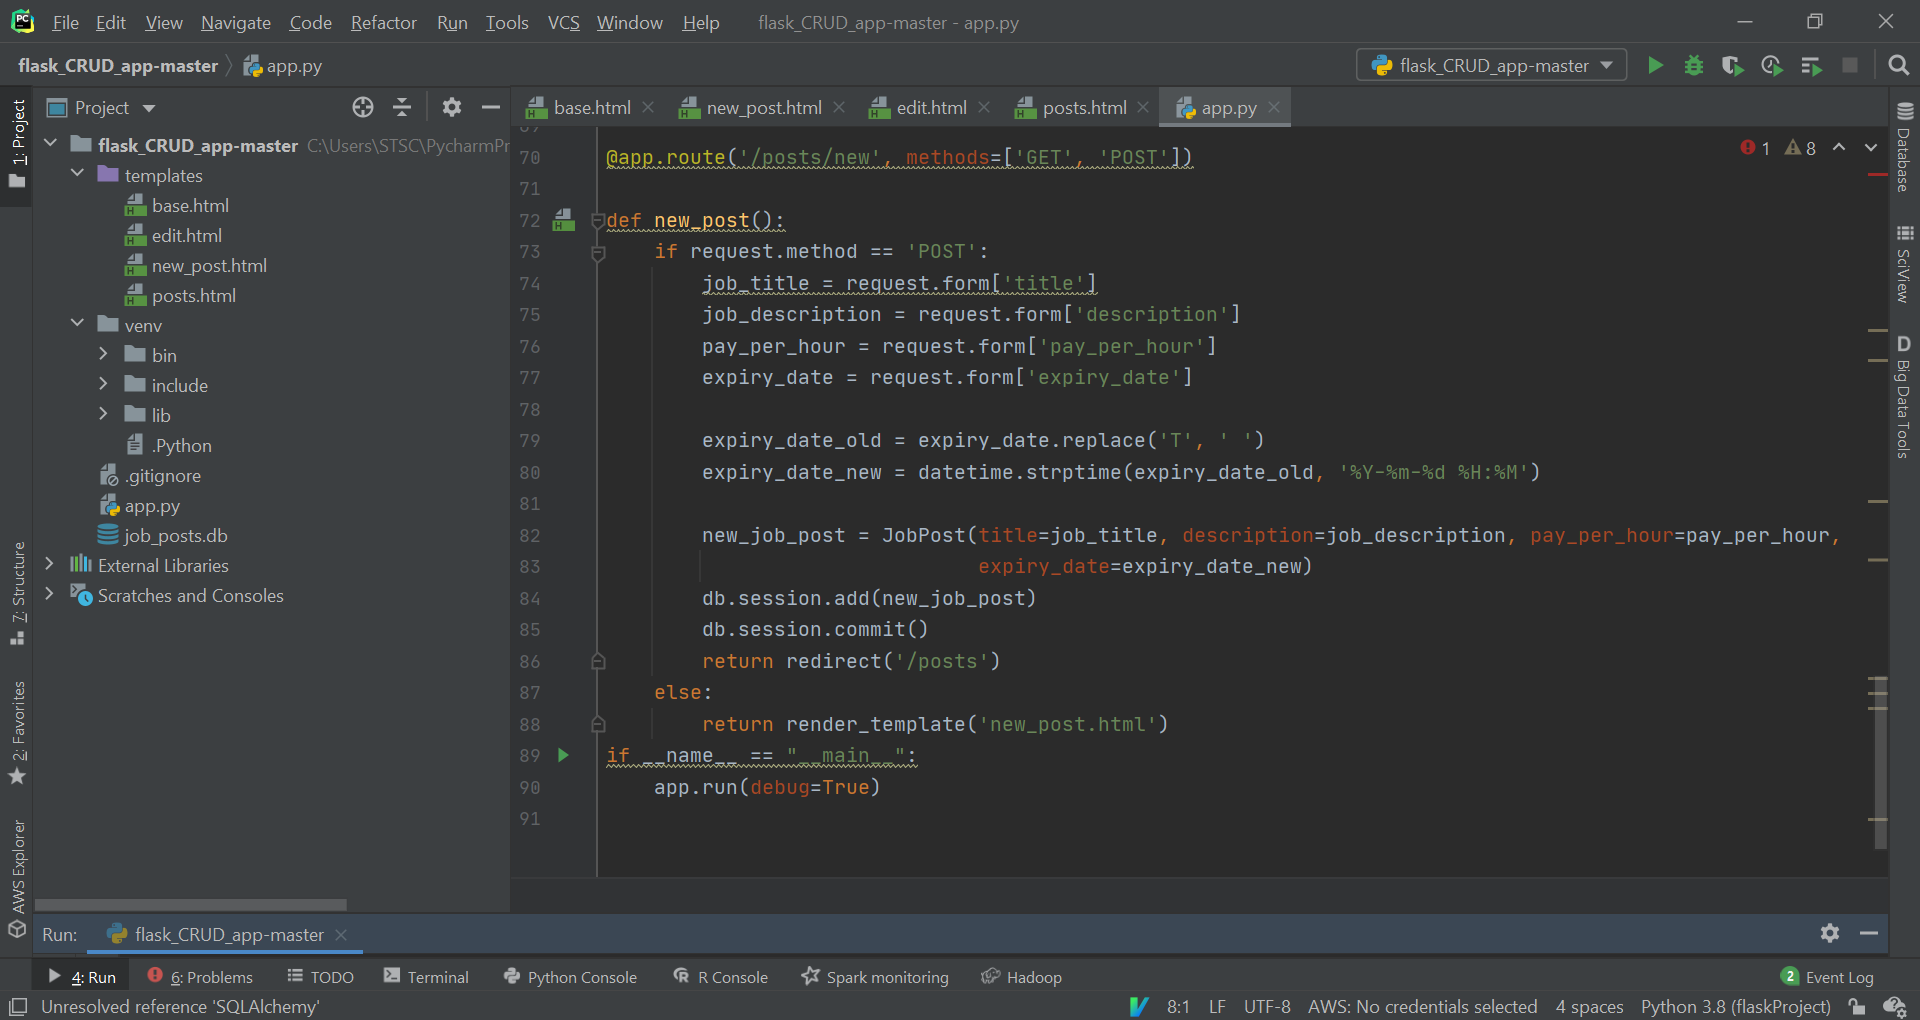 File Edit View Navigate Code Refactor Run Tools VCS Window Help flask_CRUD_app-master - app.py
flask_CRUD_app-master app.py flask_CRUD_app-master
Project
base.html new_post.html edit.html posts.html app.py
flask_CRUD_app-master C:\Users\STSC\PycharmPr
templates
base.html
edit.html
new_post.html
posts.html
venv
bin
include
lib
.Python
.gitignore
app.py
job_posts.db
External Libraries
Scratches and Consoles
1: Project
7: Structure
2: Favorites
AWS Explorer
69
70 @app.route('/posts/new', methods=['GET', 'POST'])
71
72 def new_post():
73 if request.method == 'POST':
74 job_title = request.form['title']
75 job_description = request.form['description']
76 pay_per_hour = request.form['pay_per_hour']
77 expiry_date = request.form['expiry_date']
78
79 expiry_date_old = expiry_date.replace('T', ' ')
80 expiry_date_new = datetime.strptime(expiry_date_old, '%Y-%m-%d %H:%M')
81
82 new_job_post = JobPost(title=job_title, description=job_description, pay_per_hour=pay_per_hour,
83 expiry_date=expiry_date_new)
84 db.session.add(new_job_post)
85 db.session.commit()
86 return redirect('/posts')
87 else:
88 return render_template('new_post.html')
89 if __name__ == "__main__":
90 app.run(debug=True)
91
1 8
Database
SciView
D Big Data Tools
Run: flask_CRUD_app-master
4: Run 6: Problems TODO Terminal Python Console R Console Spark monitoring Hadoop 2 Event Log
Unresolved reference 'SQLAlchemy' 8:1 LF UTF-8 AWS: No credentials selected 4 spaces Python 3.8 (flaskProject)